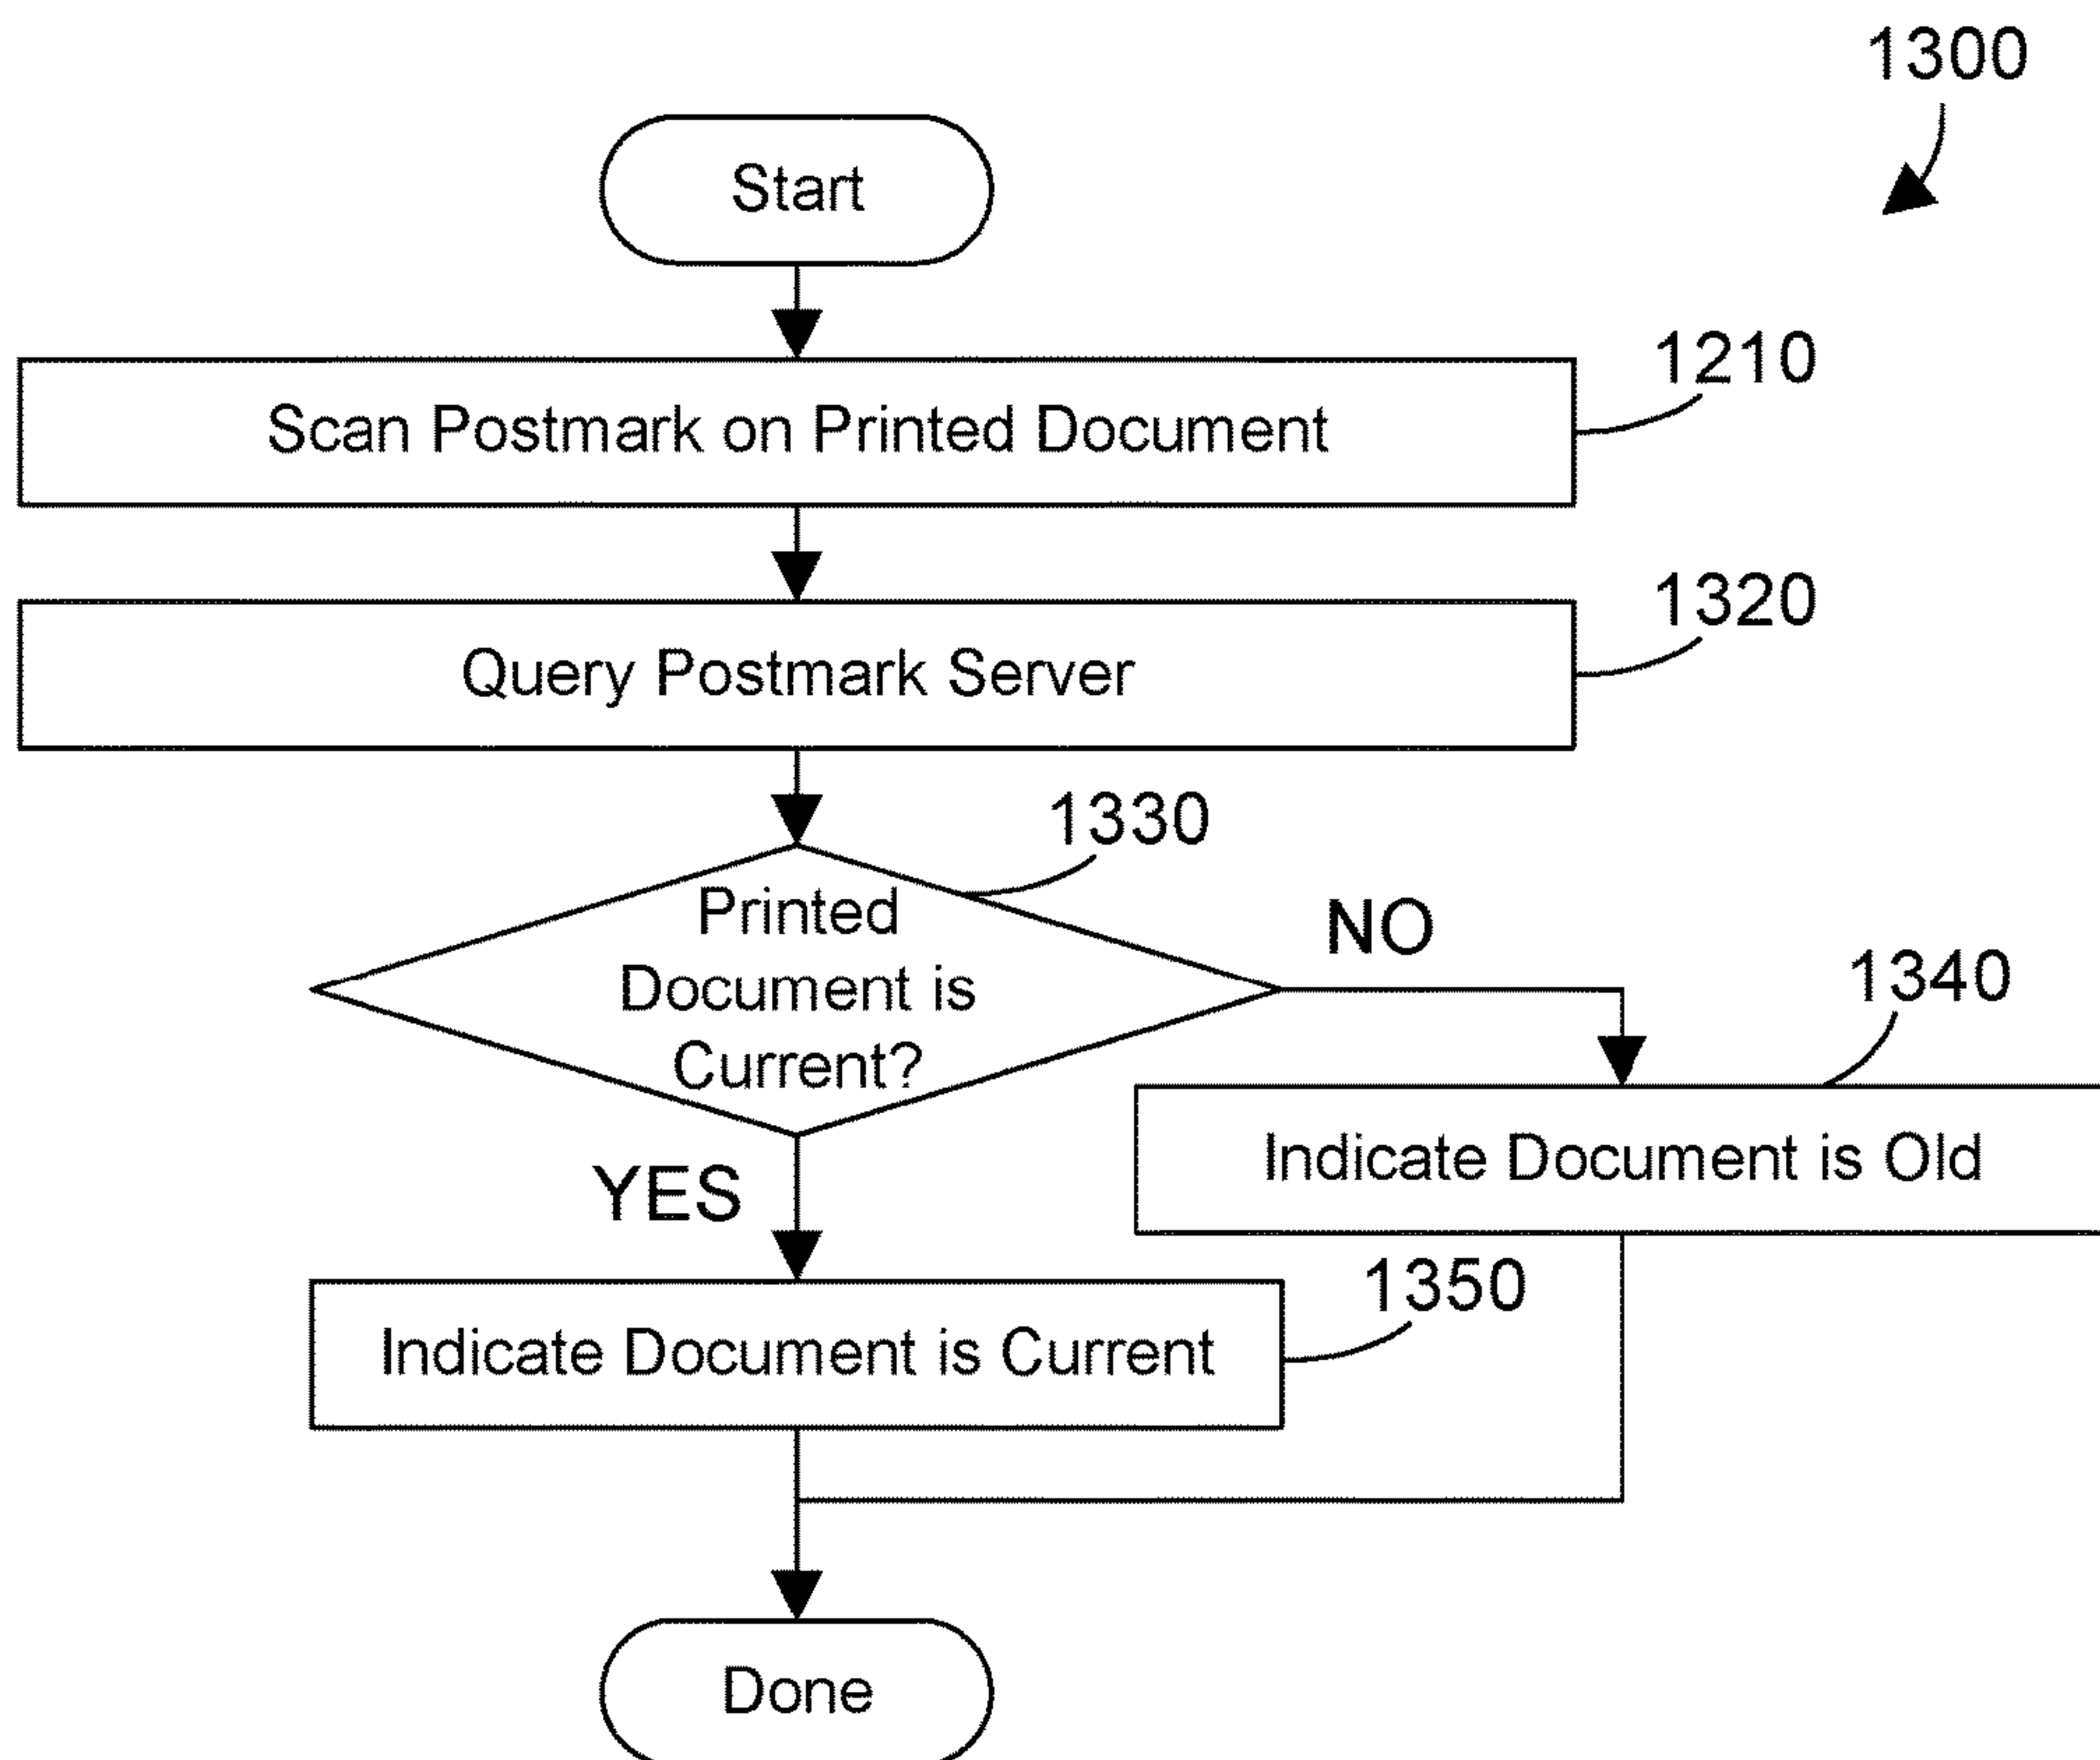 1300
Start
1210
Scan Postmark on Printed Document
1320
Query Postmark Server
1330
Printed
Document is
Current?
NO
1340
Indicate Document is Old
YES
1350
Indicate Document is Current
Done